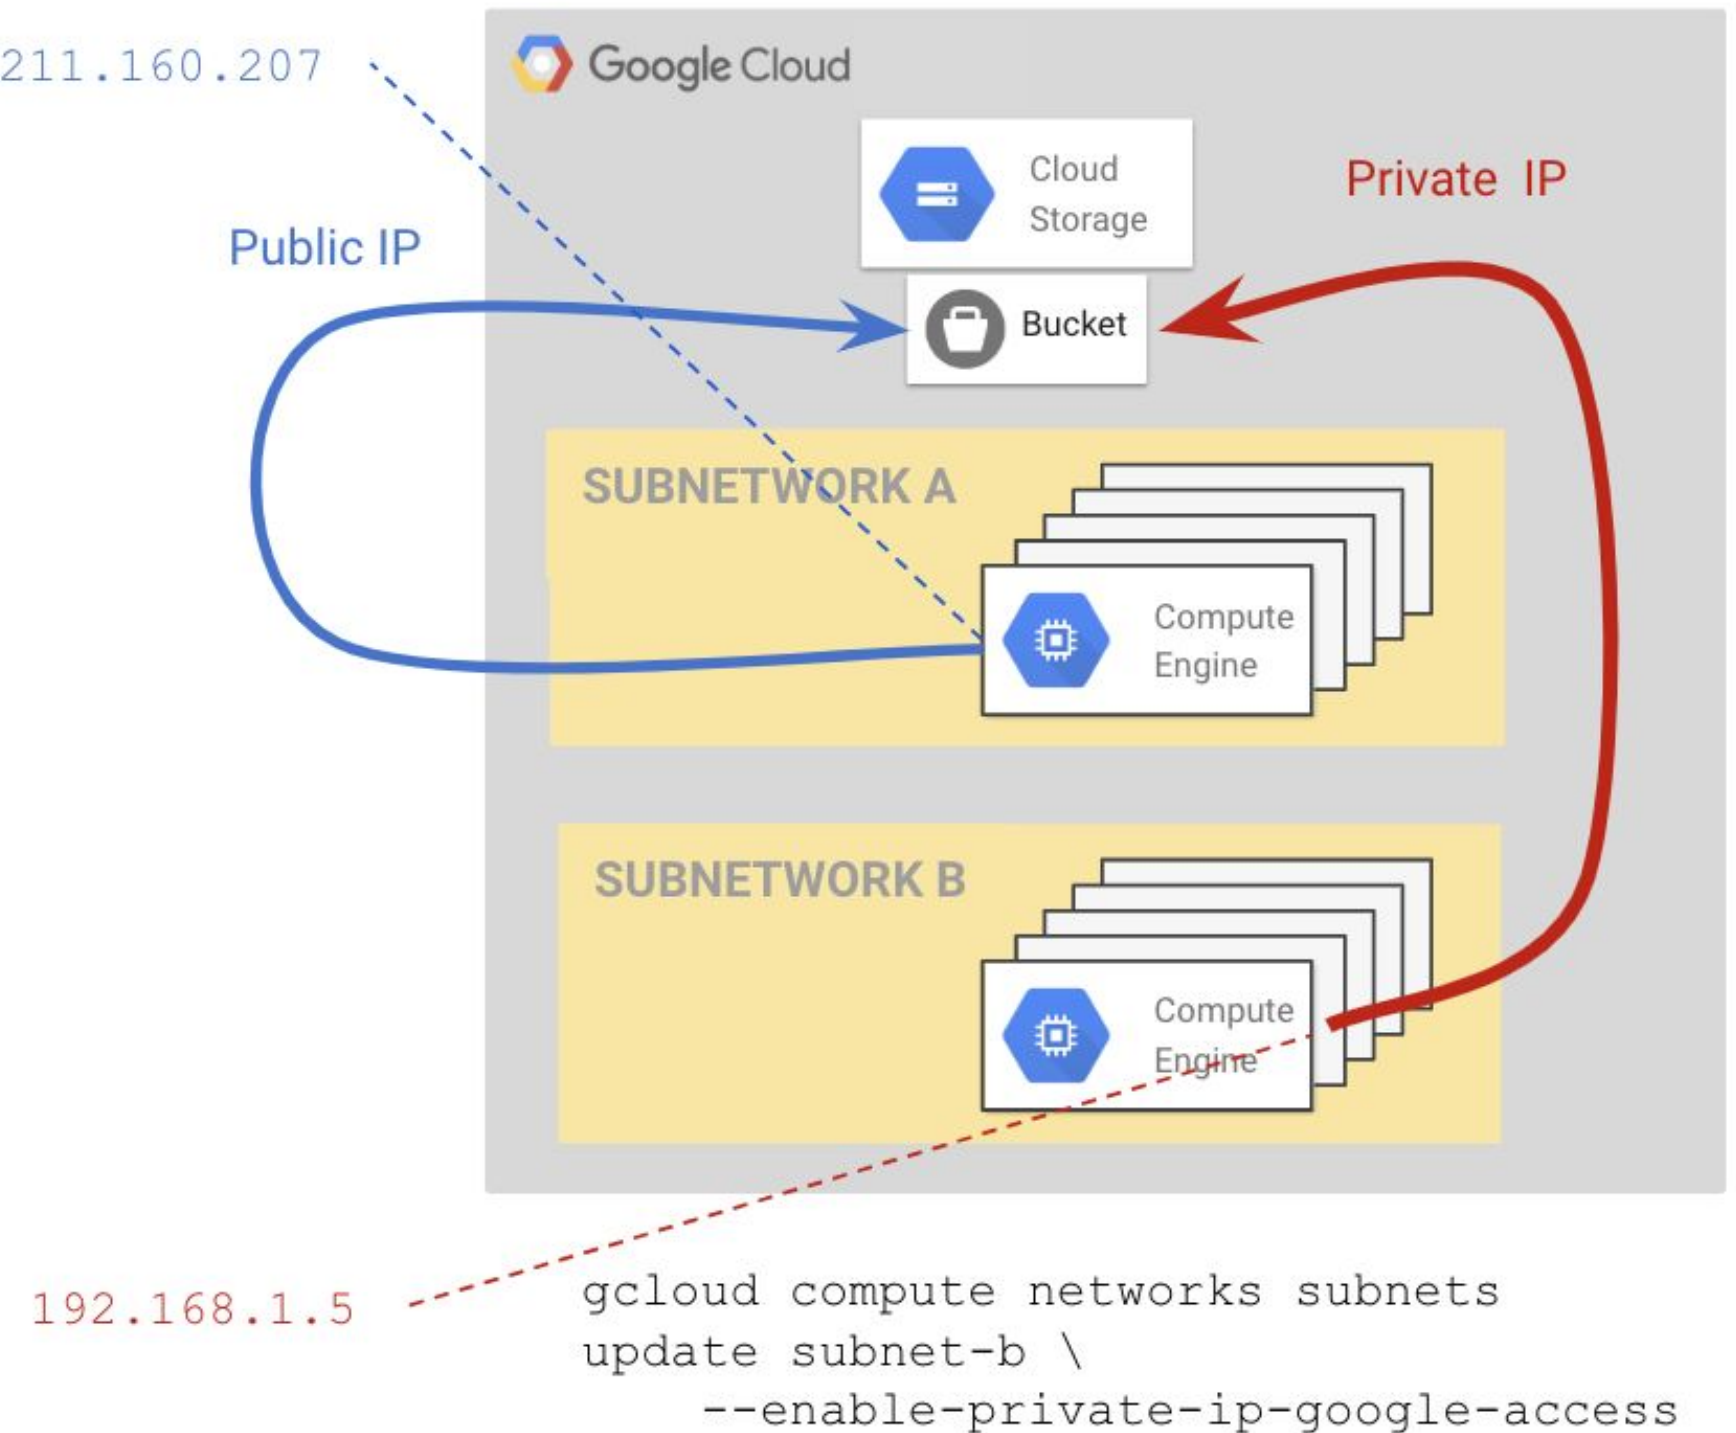 211.160.207
Google Cloud
Cloud
Storage
Private IP
Public IP
Bucket
SUBNETWORK A
Compute
Engine
SUBNETWORK B
Compute
Engine
192.168.1.5
gcloud compute networks subnets
update subnet-b \
--enable-private-ip-google-access